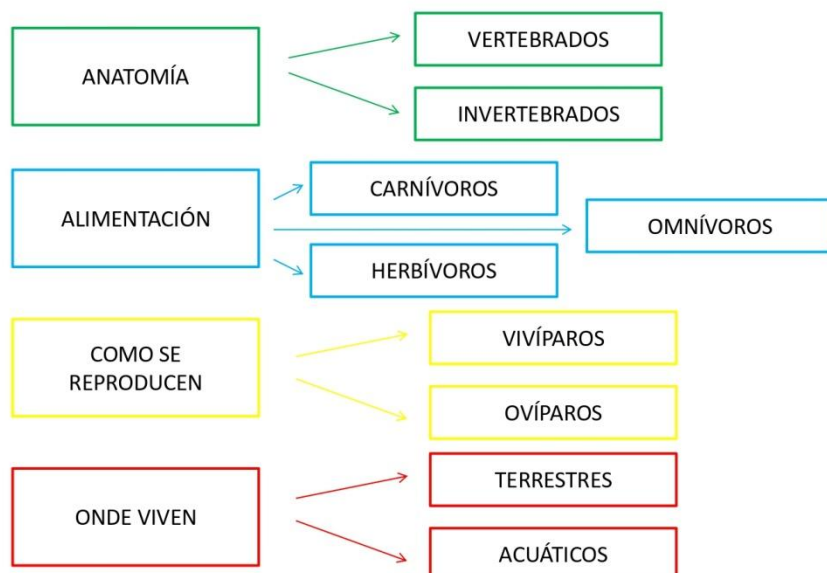 ANATOMÍA
VERTEBRADOS
INVERTEBRADOS
ALIMENTACIÓN
CARNÍVOROS
OMNÍVOROS
HERBÍVOROS
COMO SE
REPRODUCEN
VIVÍPAROS
OVÍPAROS
ONDE VIVEN
TERRESTRES
ACUÁTICOS